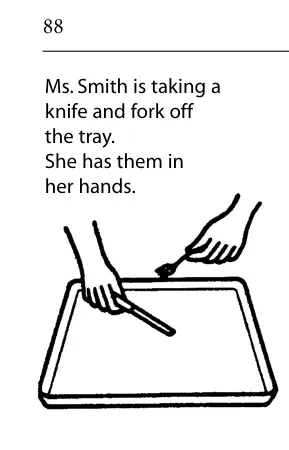 88
Ms. Smith is taking a
knife and fork off
the tray.
She has them in
her hands.